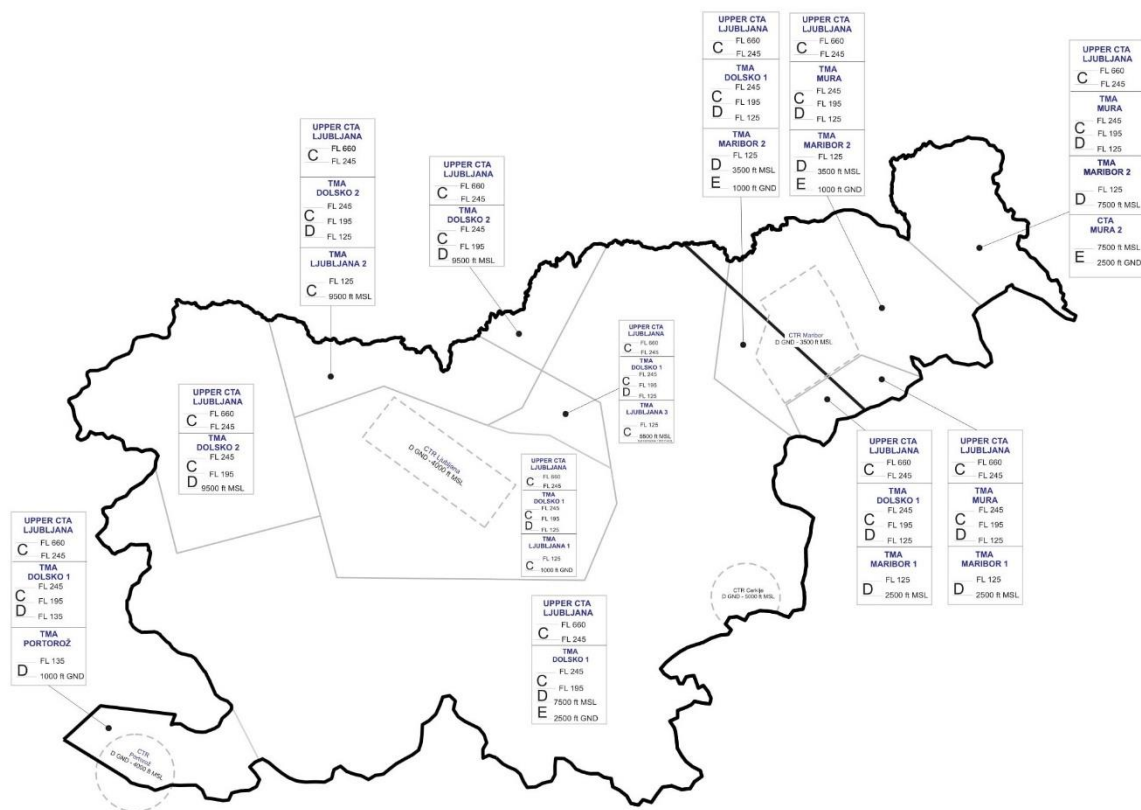 UPPER CTA
LJUBLJANA
C
FL 660
FL 245
TMA
DOLSKO 1
FL 245
C
FL 195
D
FL 125
TMA
MARIBOR 2
FL 125
D
3500 ft MSL
E
1000 ft GND
UPPER CTA
LJUBLJANA
C
FL 660
FL 245
TMA
MURA
FL 245
C
FL 195
D
FL 125
TMA
MARIBOR 2
FL 125
D
3500 ft MSL
E
1000 ft GND
UPPER CTA
LJUBLJANA
C
FL 660
FL 245
TMA
MURA
FL 245
C
FL 195
D
FL 125
TMA
MARIBOR 2
FL 125
D
7500 ft MSL
CTA
MURA 2
7500 ft MSL
E
2500 ft GND
UPPER CTA
LJUBLJANA
C
FL 660
FL 245
TMA
DOLSKO 2
FL 245
C
FL 195
D
FL 125
TMA
LJUBLJANA 2
FL 125
C
9500 ft MSL
UPPER CTA
LJUBLJANA
C
FL 660
FL 245
TMA
DOLSKO 2
FL 245
C
FL 195
D
9500 ft MSL
UPPER CTA
LJUBLJANA
C
FL 660
FL 245
TMA
DOLSKO 1
FL 245
C
FL 195
D
FL 125
TMA
LJUBLJANA 3
FL 125
C
CTR Maribor
D GND - 3500 ft MSL
UPPER CTA
LJUBLJANA
C
FL 660
FL 245
TMA
DOLSKO 2
FL 245
C
FL 195
D
9500 ft MSL
CTR Ljubljana
D GND - 4000 ft MSL
UPPER CTA
LJUBLJANA
C
FL 660
FL 245
TMA
DOLSKO 1
FL 245
C
FL 195
D
FL 125
TMA
LJUBLJANA 1
FL 125
C
1000 ft GND
UPPER CTA
LJUBLJANA
C
FL 660
FL 245
TMA
DOLSKO 1
FL 245
C
FL 195
D
FL 125
TMA
MARIBOR 1
FL 125
D
2500 ft MSL
UPPER CTA
LJUBLJANA
C
FL 660
FL 245
TMA
MURA
FL 245
C
FL 195
D
FL 125
TMA
MARIBOR 1
FL 125
D
2500 ft MSL
UPPER CTA
LJUBLJANA
C
FL 660
FL 245
TMA
DOLSKO 1
FL 245
C
FL 195
D
FL 135
TMA
PORTOROŽ
FL 135
D
1000 ft GND
CTR Cerklje
D GND - 5000 ft MSL
UPPER CTA
LJUBLJANA
C
FL 660
FL 245
TMA
DOLSKO 1
FL 245
C
FL 195
D
7500 ft MSL
E
2500 ft GND
CTR
Portorož
D GND - 4000 ft MSL